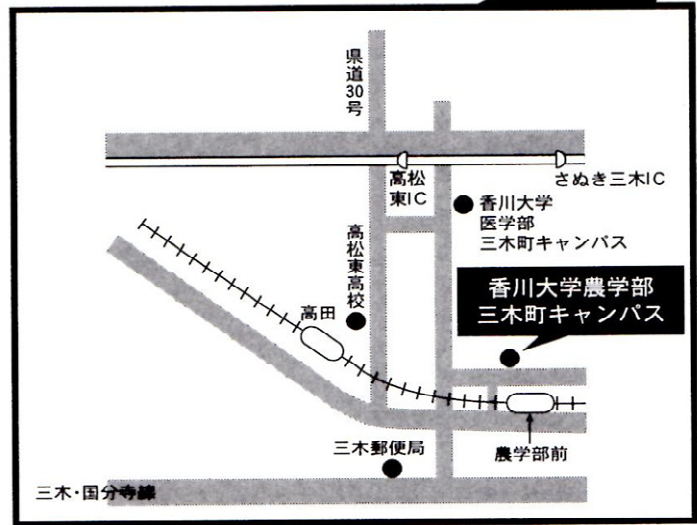 県道30号
高松
東IC
さぬき三木IC
香川大学
医学部
三木町キャンパス
高松東高校
香川大学農学部
三木町キャンパス
高田
三木郵便局
農学部前
三木・国分寺線